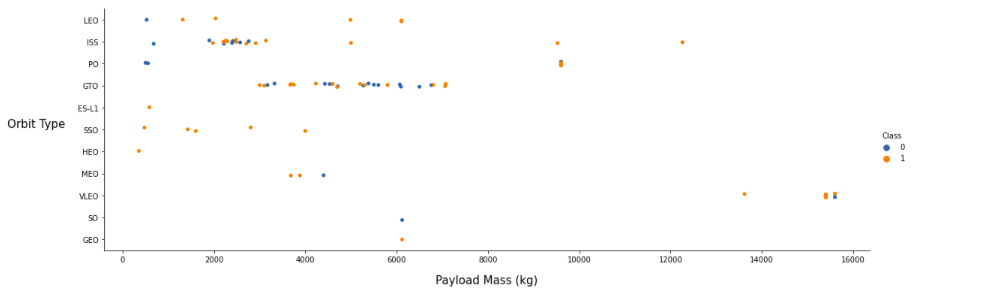 LEO
ISS
PO
GTO
ES-L1
Orbit Type
SSO
HEO
MEO
VLEO
SO
GEO
Class
0
1
0 2000 4000 6000 8000 10000 12000 14000 16000
Payload Mass (kg)